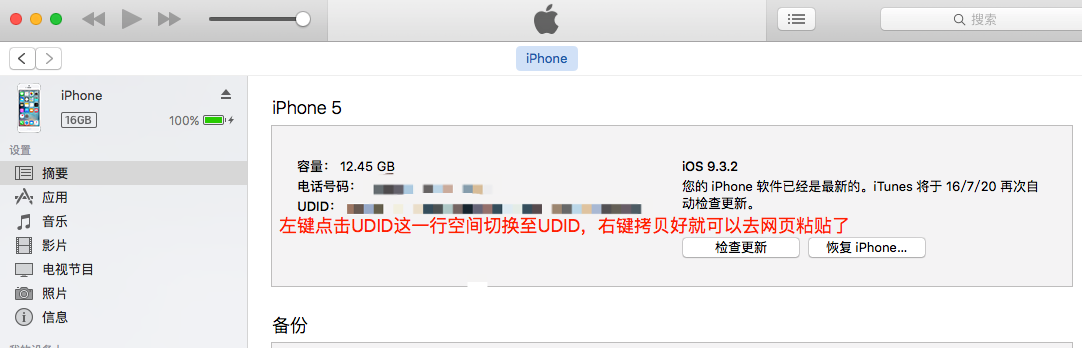 搜索
iPhone
iPhone
16GB
100%
设置
摘要
应用
音乐
影片
电视节目
照片
信息
iPhone 5
容量： 12.45 GB
电话号码：
UDID：
左键点击UDID这一行空间切换至UDID，右键拷贝好就可以去网页粘贴了
iOS 9.3.2
您的 iPhone 软件已经是最新的。iTunes 将于 16/7/20 再次自
动检查更新。
检查更新
恢复 iPhone...
备份